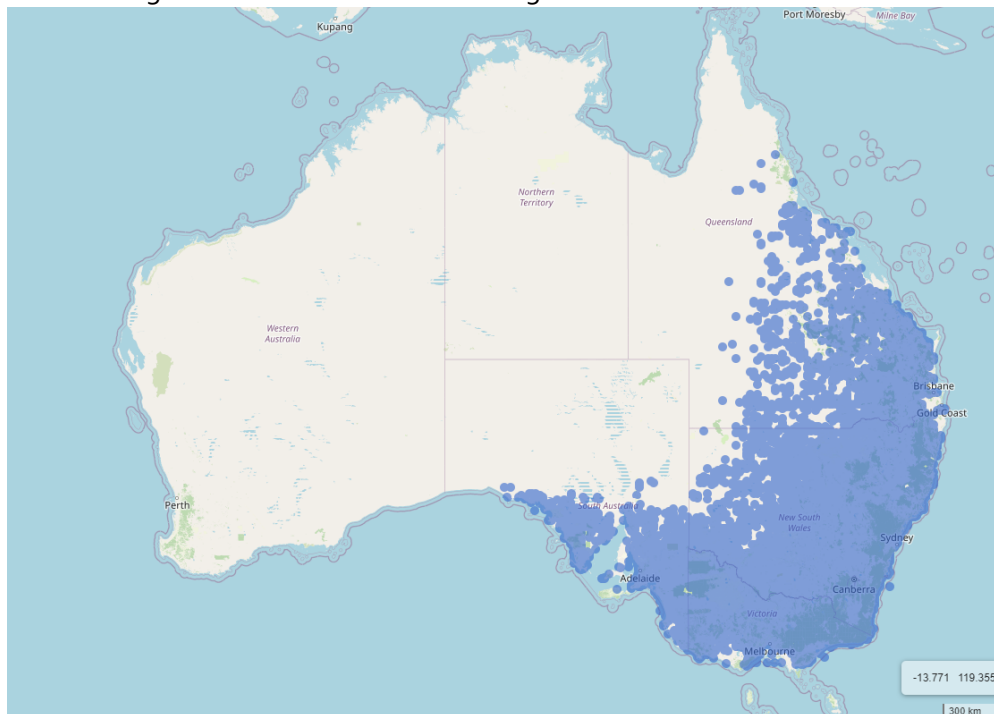 Kupang
Port Moresby
Milne Bay
Northern
Territory
Queensland
Western
Australia
Brisbane
Gold Coast
Perth
South Australia
New South
Wales
Sydney
Adelaide
Canberra
Victoria
Melbourne
-13.771 119.355
300 km